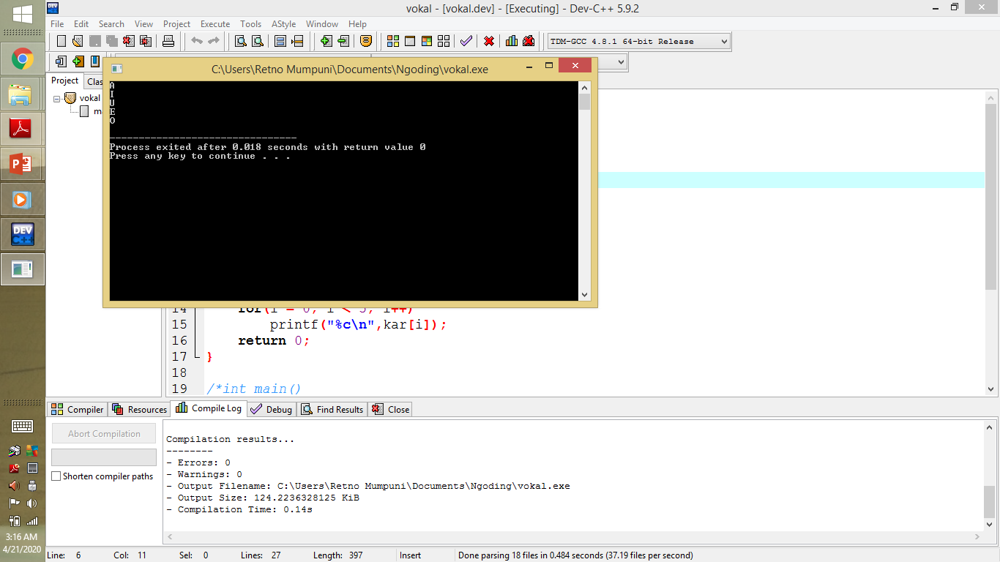 vokal - [vokal.dev] - [Executing] - Dev-C++ 5.9.2
File Edit Search View Project Execute Tools AStyle Window Help
TDM-GCC 4.8.1 64-bit Release
Project
Clas
vokal
m
C:\Users\Retno Mumpuni\Documents\Ngoding\vokal.exe
A
I
U
E
O
--------------------------------
Process exited after 0.018 seconds with return value 0
Press any key to continue . . .
14 for(i = 0; i < 5; i++)
15 printf("%c\n",kar[i]);
16 return 0;
17 }
18
19 /*int main()
Compiler Resources Compile Log Debug Find Results Close
Abort Compilation
Shorten compiler paths
Compilation results...
--------
- Errors: 0
- Warnings: 0
- Output Filename: C:\Users\Retno Mumpuni\Documents\Ngoding\vokal.exe
- Output Size: 124.2236328125 KiB
- Compilation Time: 0.14s
Line: 6 Col: 11 Sel: 0 Lines: 27 Length: 397 Insert Done parsing 18 files in 0.484 seconds (37.19 files per second)
DEV
C++
3:16 AM
4/21/2020